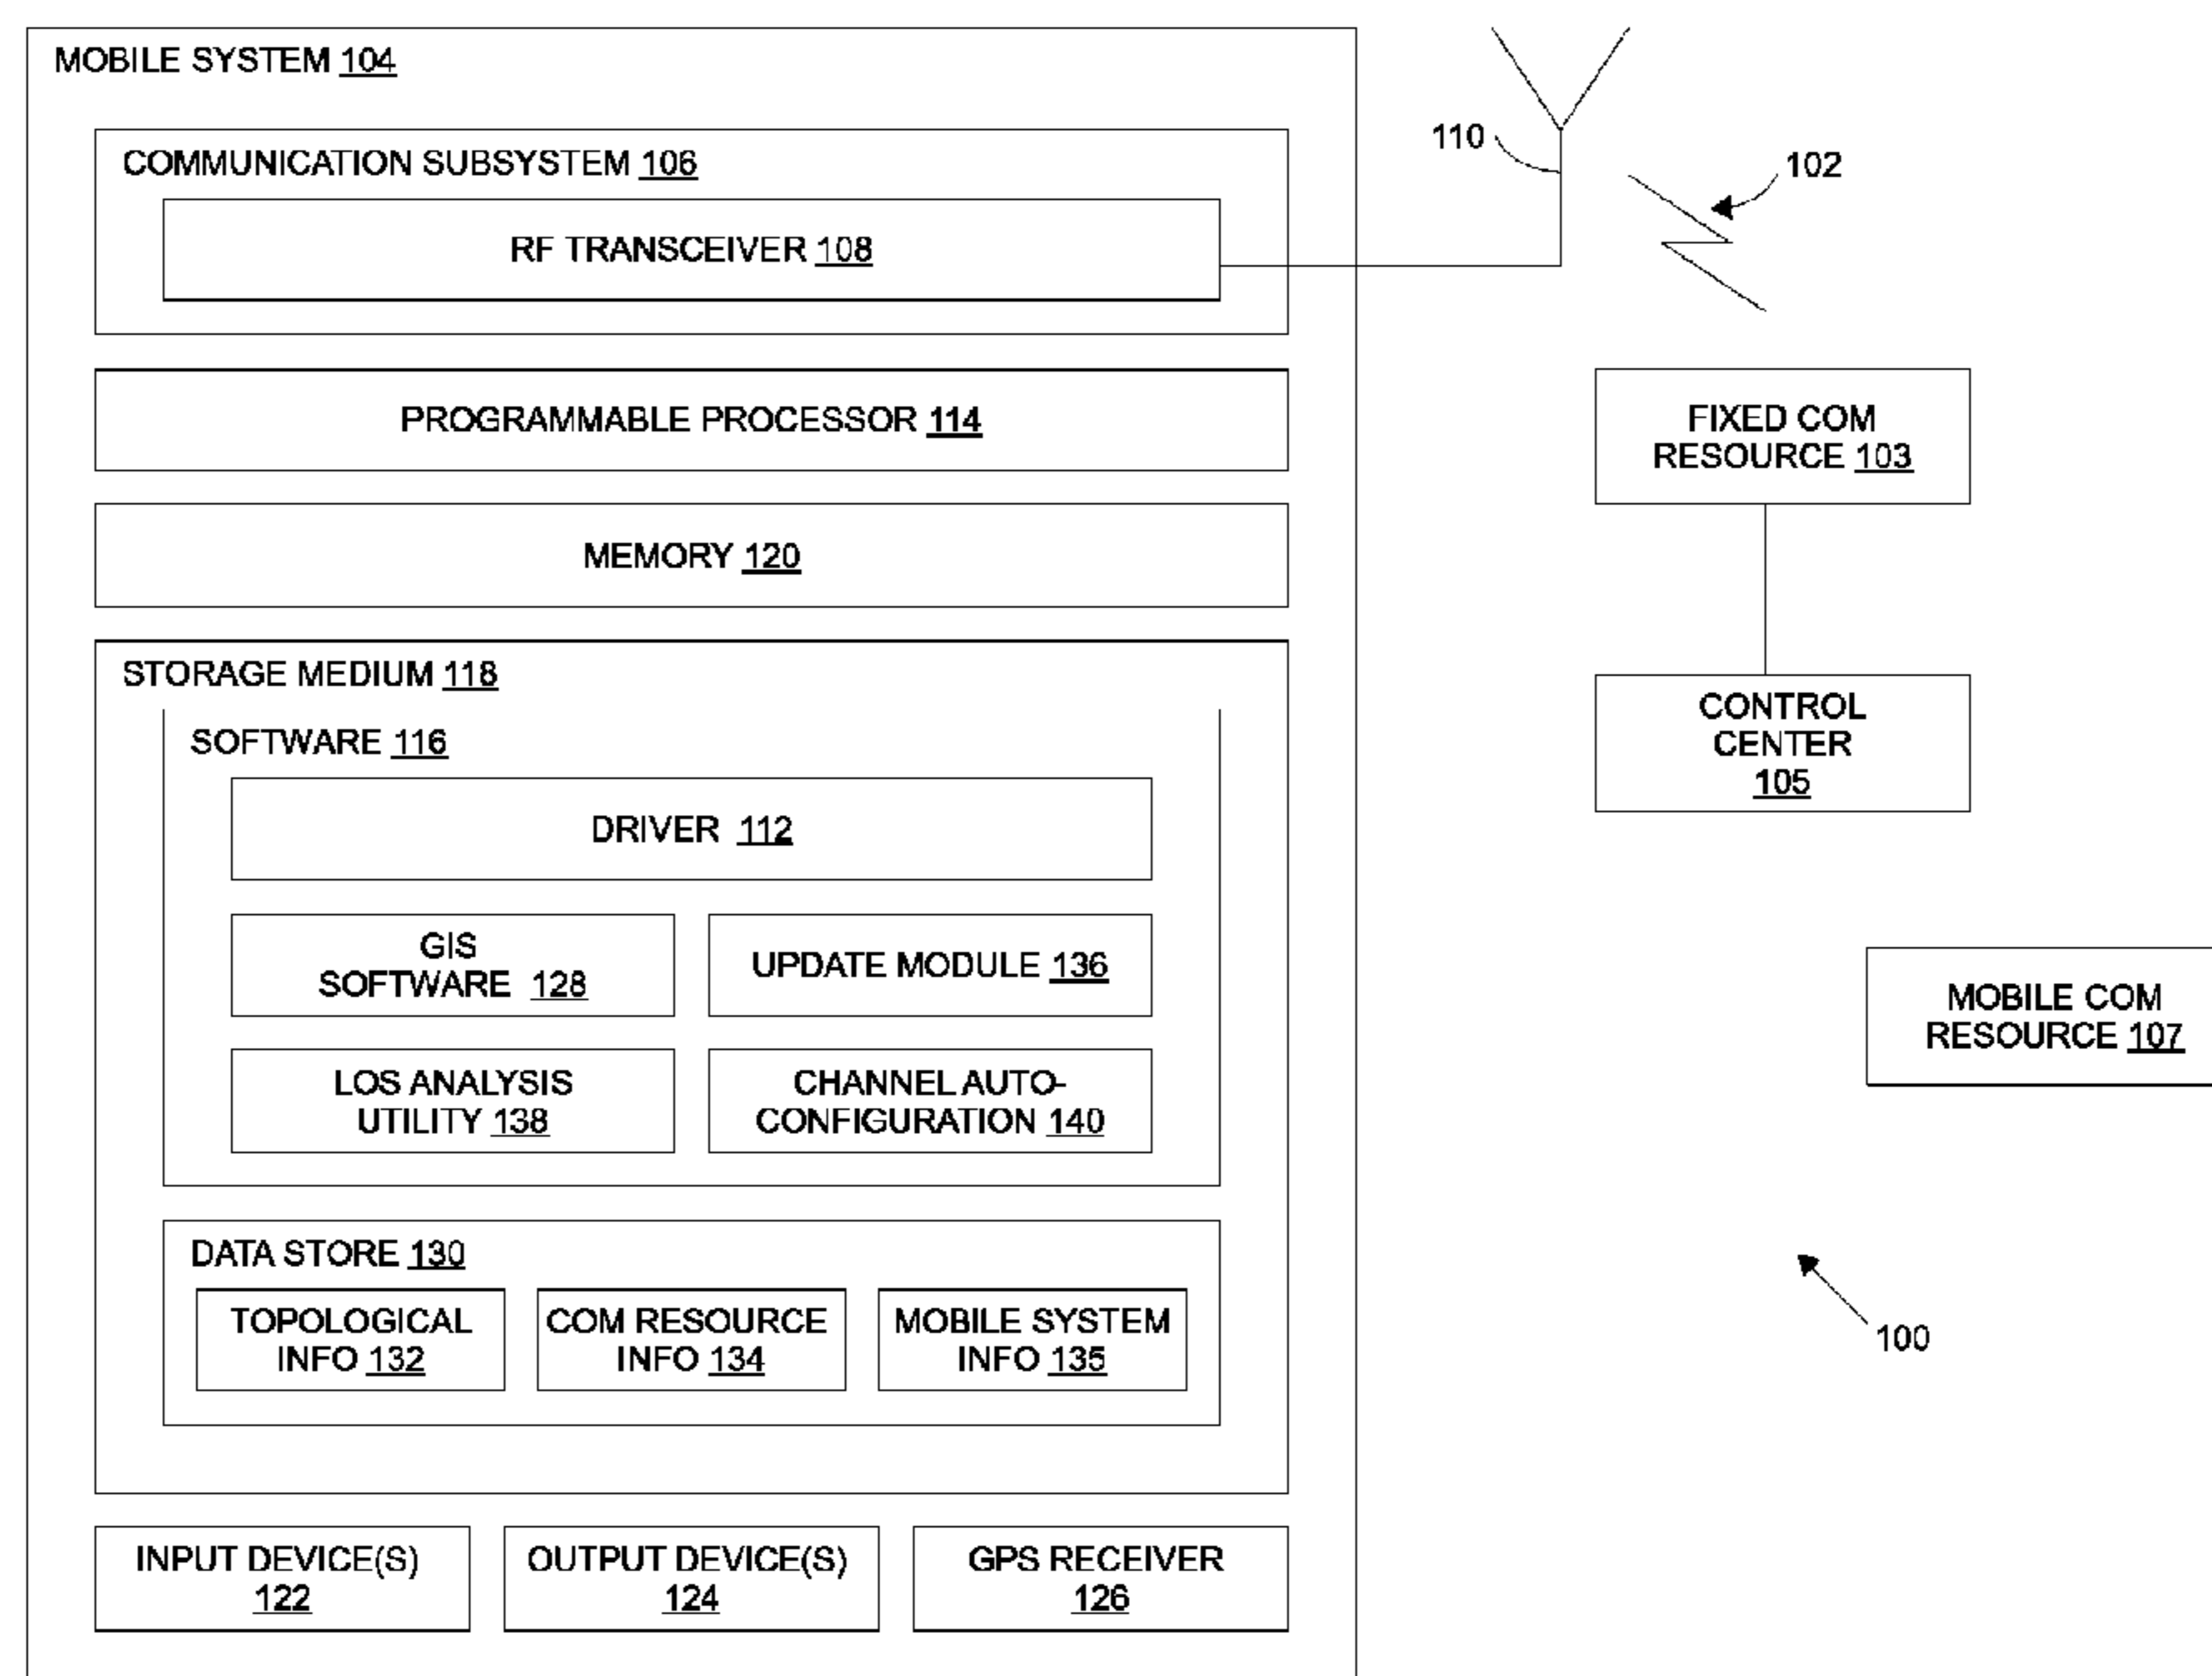 MOBILE SYSTEM 104
COMMUNICATION SUBSYSTEM 106
RF TRANSCEIVER 108
110
102
PROGRAMMABLE PROCESSOR 114
FIXED COM
RESOURCE 103
MEMORY 120
STORAGE MEDIUM 118
SOFTWARE 116
DRIVER 112
CONTROL
CENTER
105
GIS
SOFTWARE 128
UPDATE MODULE 136
MOBILE COM
RESOURCE 107
LOS ANALYSIS
UTILITY 138
CHANNEL AUTO-
CONFIGURATION 140
DATA STORE 130
TOPOLOGICAL
INFO 132
COM RESOURCE
INFO 134
MOBILE SYSTEM
INFO 135
100
INPUT DEVICE(S)
122
OUTPUT DEVICE(S)
124
GPS RECEIVER
126